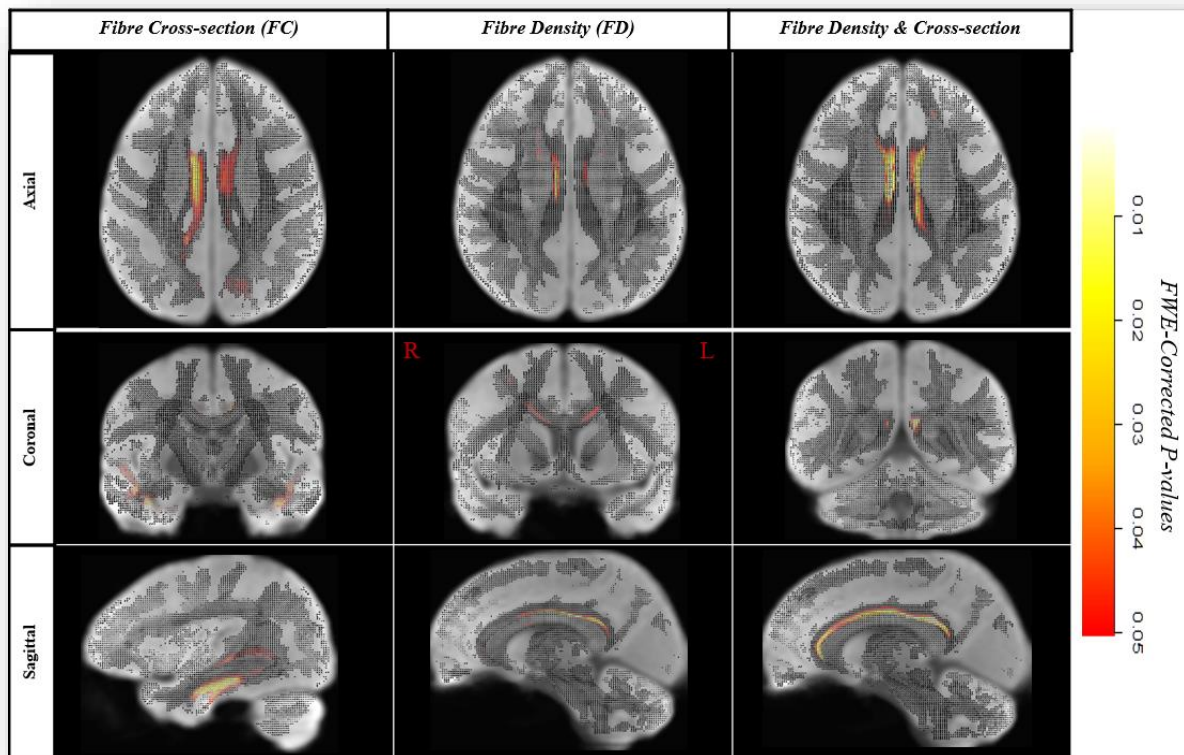 Fibre Cross-section (FC)
Fibre Density (FD)
Fibre Density & Cross-section
Axial
Coronal
R
L
Sagittal
0.01
0.02
0.03
0.04
0.05
FWE-Corrected P-values